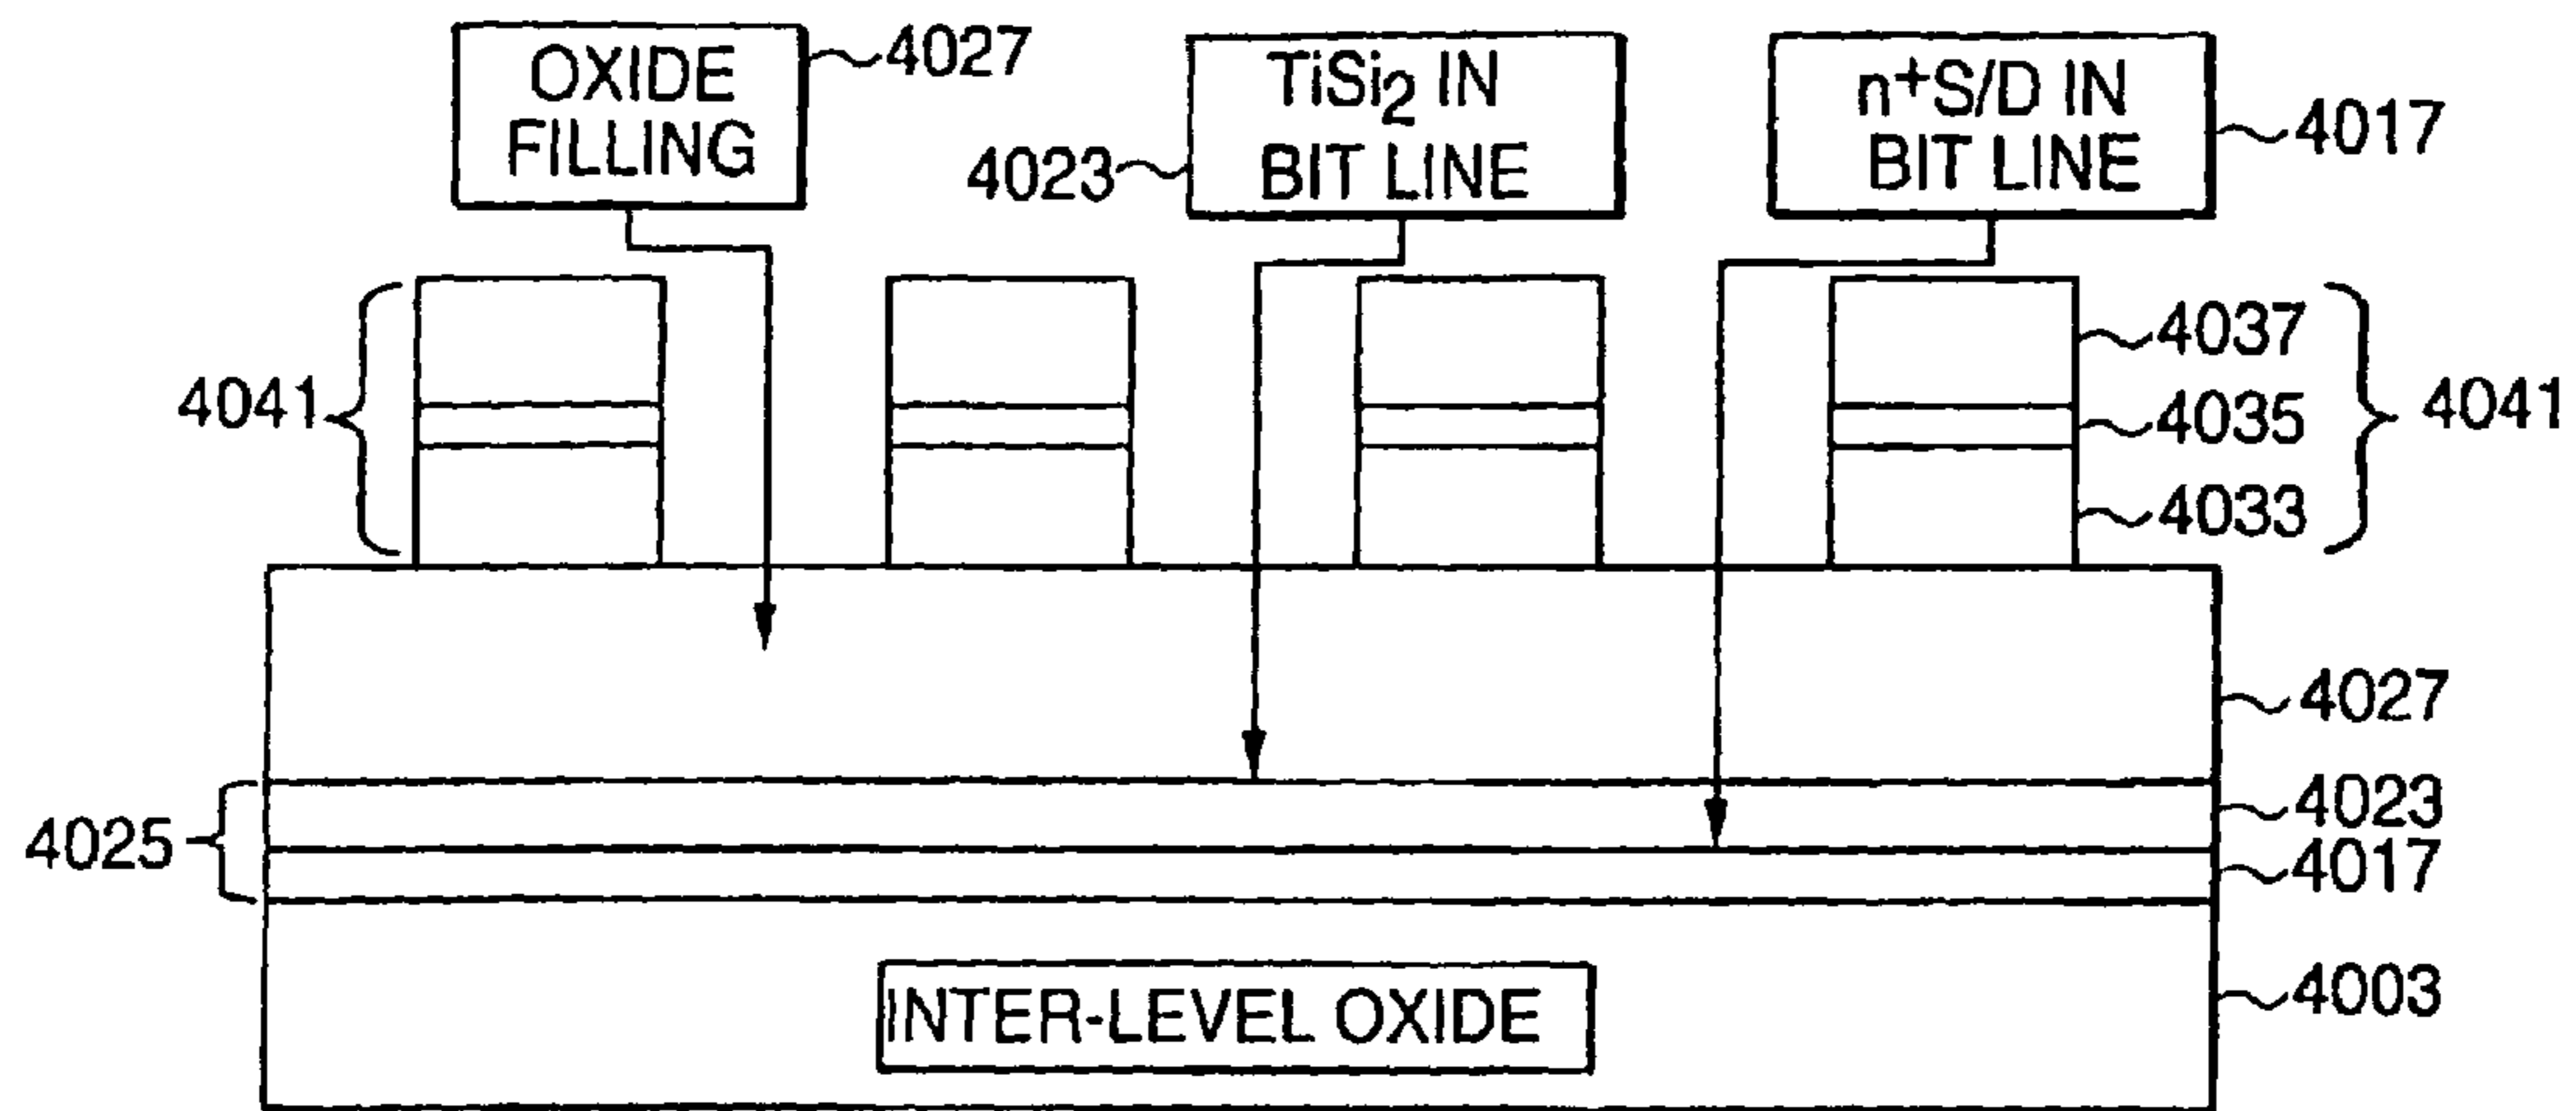 OXIDE
FILLING
4027
TiSi2 IN
BIT LINE
4023
n+S/D IN
BIT LINE
4017
4041
4037
4035
4033
4041
4027
4025
4023
4017
INTER-LEVEL OXIDE
4003